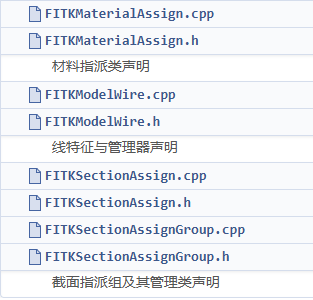 FITKMaterialAssign.cpp
FITKMaterialAssign.h
材料指派类声明
FITKModelWire.cpp
FITKModelWire.h
线特征与管理器声明
FITKSectionAssign.cpp
FITKSectionAssign.h
FITKSectionAssignGroup.cpp
FITKSectionAssignGroup.h
截面指派组及其管理类声明